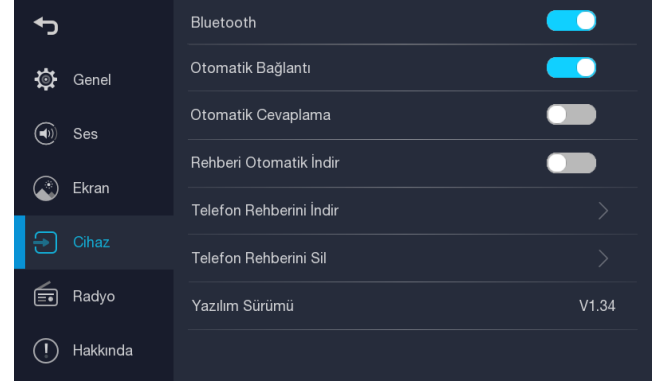 Bluetooth
Otomatik Bağlantı
Genel
Otomatik Cevaplama
Ses
Rehberi Otomatik İndir
Ekran
Telefon Rehberini İndir
Cihaz
Telefon Rehberini Sil
Radyo
Yazılım Sürümü V1.34
Hakkında